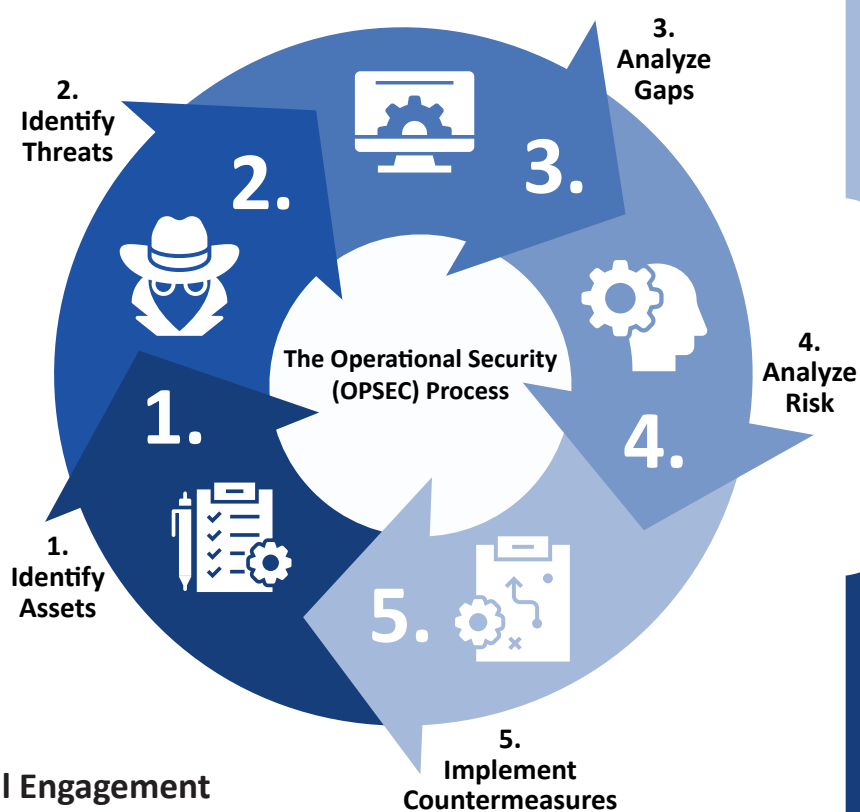 3.
Analyze
Gaps
2.
Identify
Threats
2.
3.
The Operational Security
(OPSEC) Process
4.
Analyze
Risk
1.
4.
1.
Identify
Assets
5.
5.
Implement
Countermeasures
l Engagement